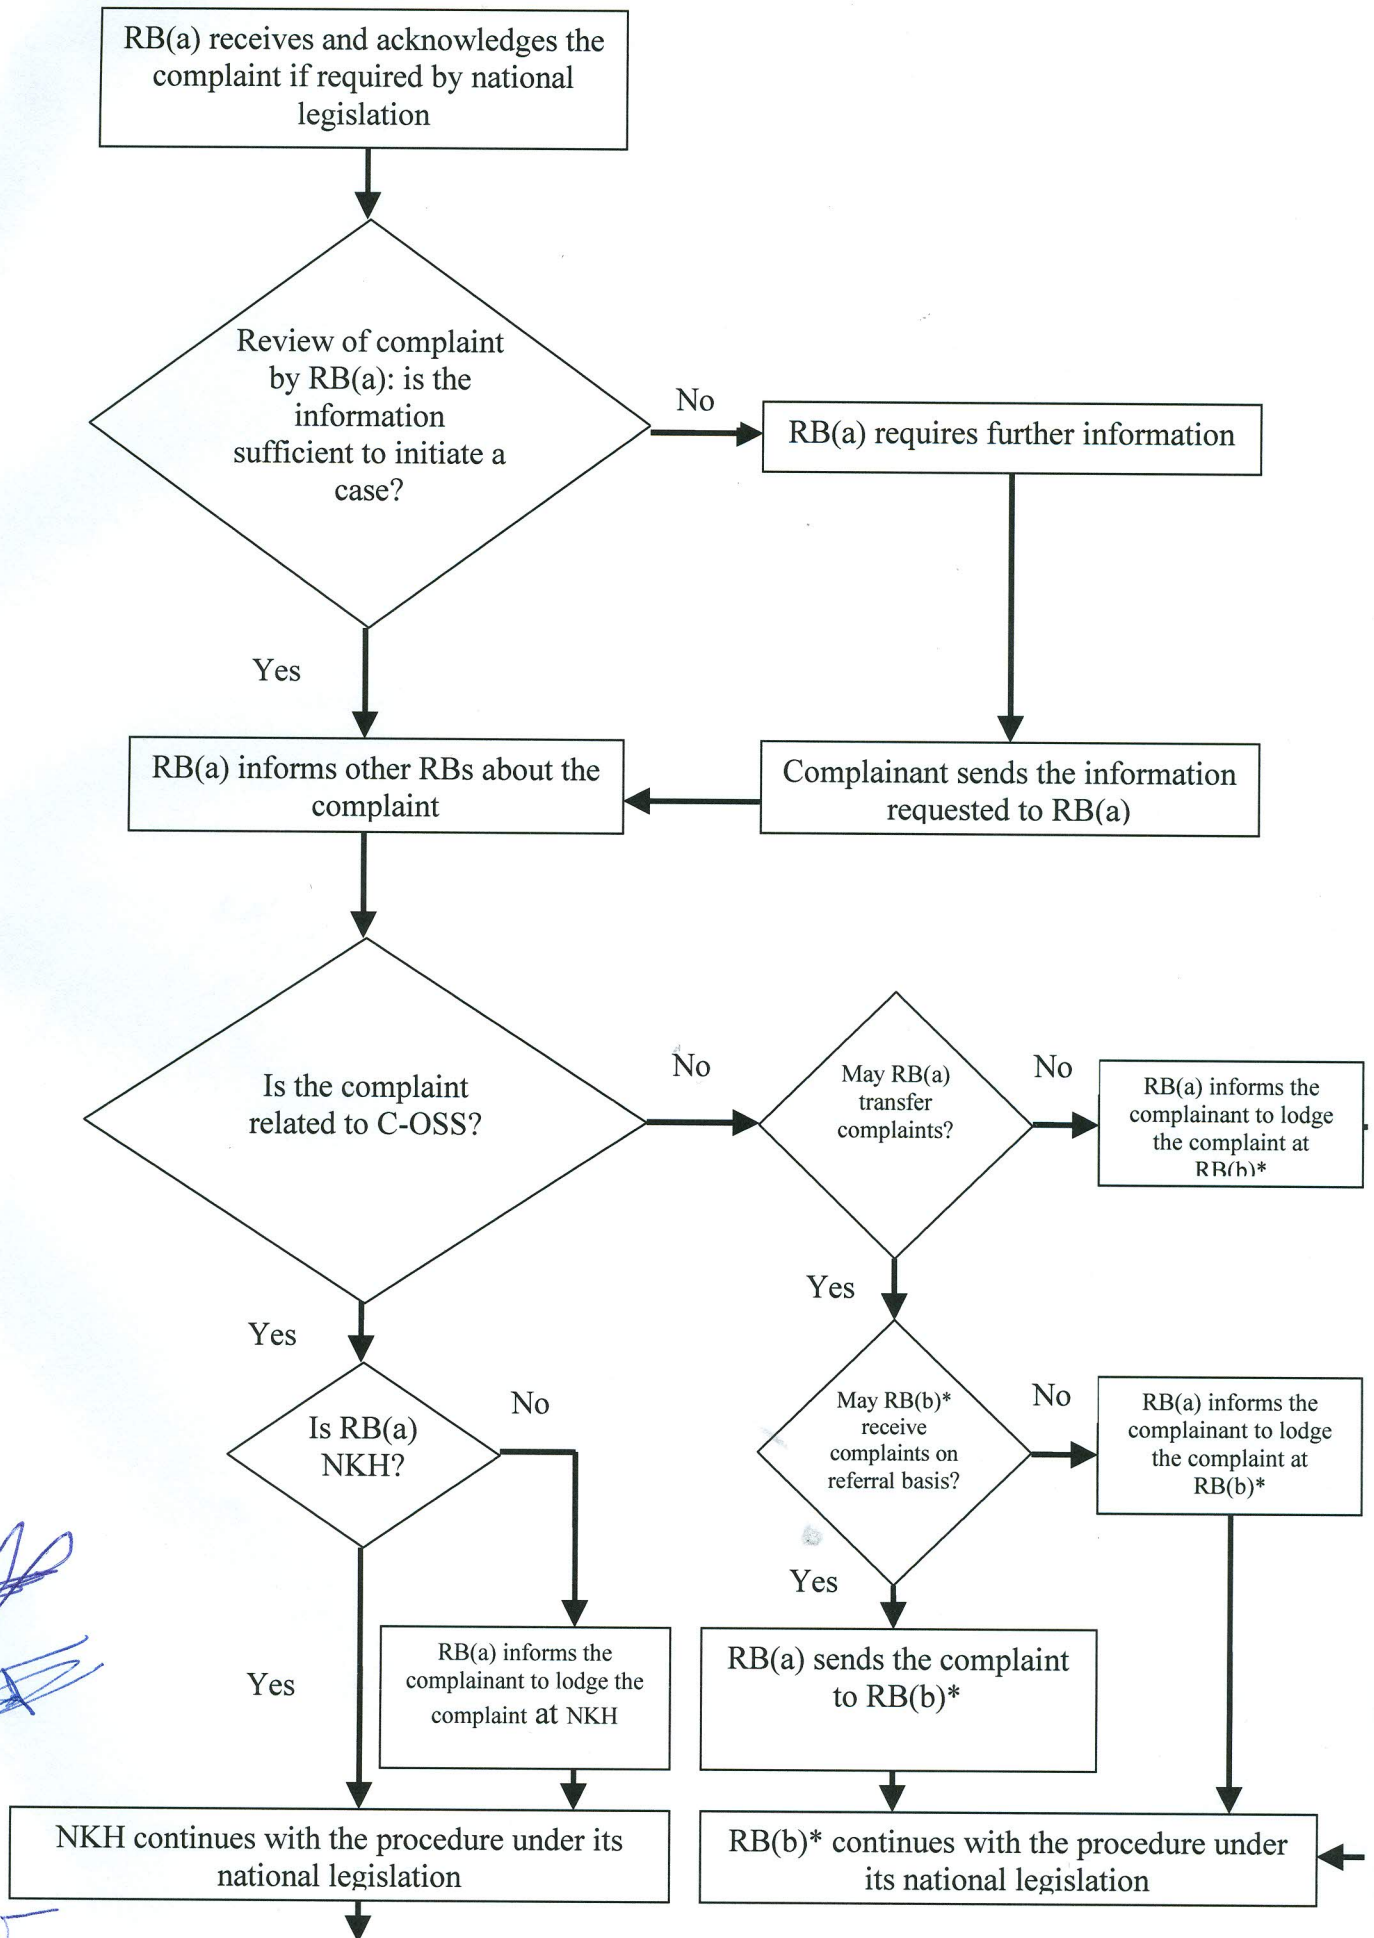 RB(a) receives and acknowledges the
complaint if required by national
legislation
Review of complaint
by RB(a): is the
information
sufficient to initiate a
case?
No
RB(a) requires further information
Yes
RB(a) informs other RBs about the
complaint
Complainant sends the information
requested to RB(a)
Is the complaint
related to C-OSS?
No
May RB(a)
transfer
complaints?
No
RB(a) informs the
complainant to lodge
the complaint at
RB(b)*
Yes
Yes
Is RB(a)
NKH?
No
May RB(b)*
receive
complaints on
referral basis?
No
RB(a) informs the
complainant to lodge
the complaint at
RB(b)*
Yes
Yes
RB(a) informs the
complainant to lodge the
complaint at NKH
RB(a) sends the complaint
to RB(b)*
NKH continues with the procedure under its
national legislation
RB(b)* continues with the procedure under
its national legislation